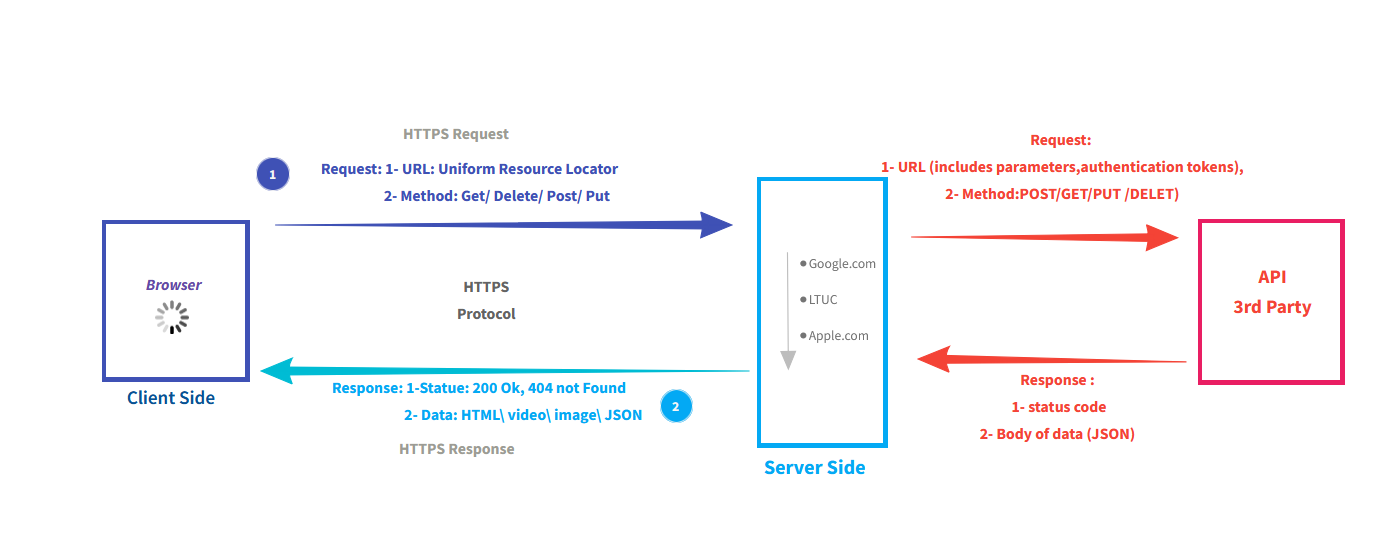 HTTPS Request
1
Request: 1- URL: Uniform Resource Locator
2- Method: Get/ Delete/ Post/ Put
Browser
Client Side
HTTPS
Protocol
Response: 1-Statue: 200 Ok, 404 not Found
2- Data: HTML\ video\ image\ JSON
2
HTTPS Response
Google.com
LTUC
Apple.com
Server Side
Request:
1- URL (includes parameters,authentication tokens),
2- Method:POST/GET/PUT /DELET)
API
3rd Party
Response :
1- status code
2- Body of data (JSON)